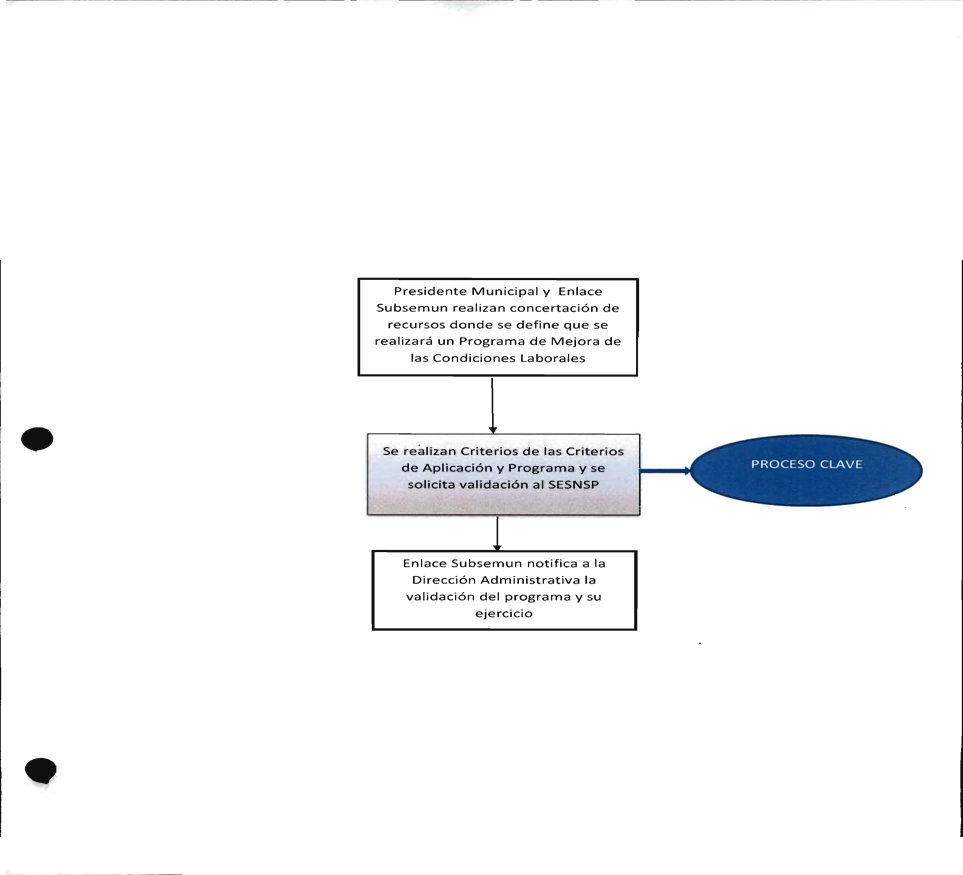 Presidente Municipal y Enlace
Subsemun realizan concertación de
recursos donde se define que se
realizará un Programa de Mejora de
las Condiciones Laborales
Se realizan Criterios de las Criterios
de Aplicación y Programa y se
solicita validación al SESNSP
PROCESO CLAVE
Enlace Subsemun notifica a la
Dirección Administrativa la
validación del programa y su
ejercicio